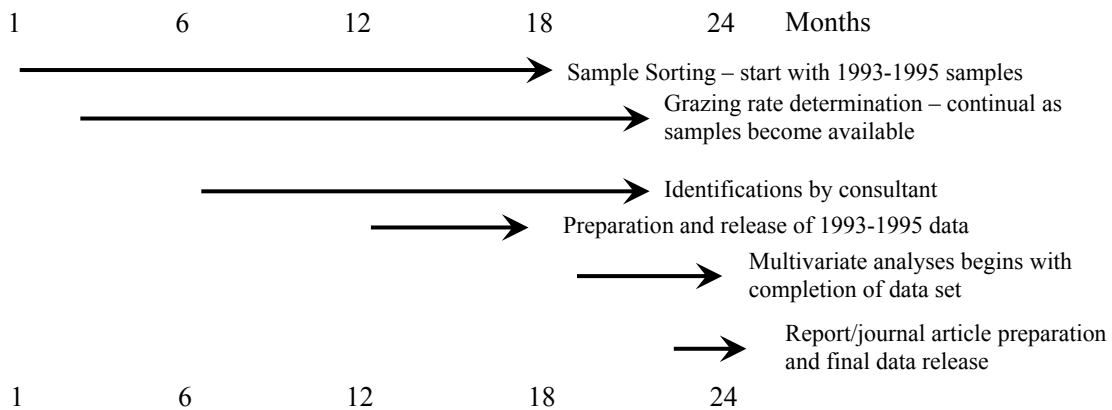 1 6 12 18 24 Months
Sample Sorting – start with 1993-1995 samples
Grazing rate determination – continual as
samples become available
Identifications by consultant
Preparation and release of 1993-1995 data
Multivariate analyses begins with
completion of data set
Report/journal article preparation
and final data release
1 6 12 18 24